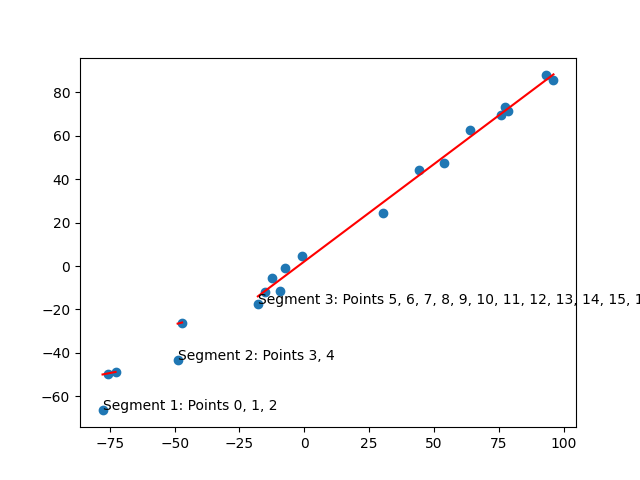 80
60
40
20
0
−20
−40
−60
Segment 3: Points 5, 6, 7, 8, 9, 10, 11, 12, 13, 14, 15, 1
Segment 2: Points 3, 4
Segment 1: Points 0, 1, 2
−75 −50 −25 0 25 50 75 100